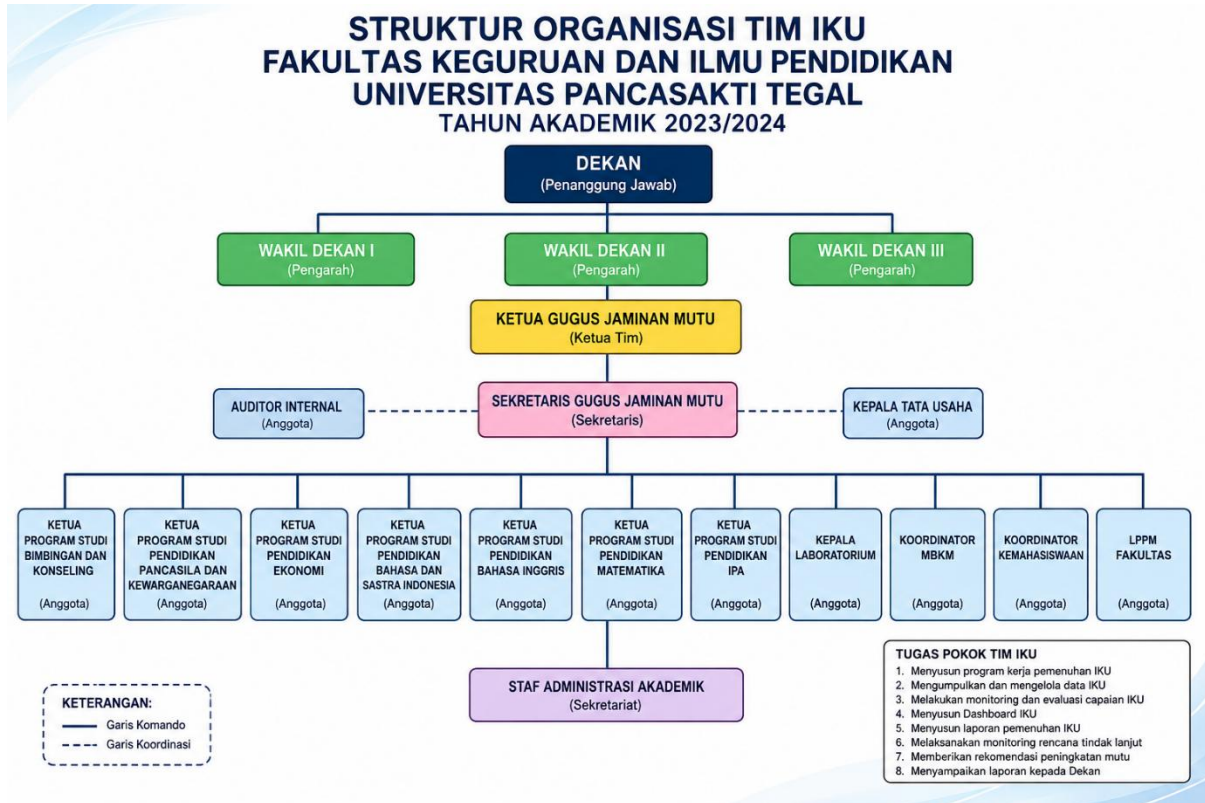 STRUKTUR ORGANISASI TIM IKU
FAKULTAS KEGURUAN DAN ILMU PENDIDIKAN
UNIVERSITAS PANCASAKTI TEGAL
TAHUN AKADEMIK 2023/2024
DEKAN
(Penanggung Jawab)
WAKIL DEKAN I
(Pengarah)
WAKIL DEKAN II
(Pengarah)
WAKIL DEKAN III
(Pengarah)
KETUA GUGUS JAMINAN MUTU
(Ketua Tim)
AUDITOR INTERNAL
(Anggota)
SEKRETARIS GUGUS JAMINAN MUTU
(Sekretaris)
KEPALA TATA USAHA
(Anggota)
KETUA
PROGRAM STUDI
BIMBINGAN DAN
KONSELING
(Anggota)
KETUA
PROGRAM STUDI
PENDIDIKAN
PANCASILA DAN
KEWARGANEGARAAN
(Anggota)
KETUA
PROGRAM STUDI
PENDIDIKAN
EKONOMI
(Anggota)
KETUA
PROGRAM STUDI
PENDIDIKAN
BAHASA DAN
SASTRA INDONESIA
(Anggota)
KETUA
PROGRAM STUDI
PENDIDIKAN
BAHASA INGGRIS
(Anggota)
KETUA
PROGRAM STUDI
PENDIDIKAN
MATEMATIKA
(Anggota)
KETUA
PROGRAM STUDI
PENDIDIKAN
IPA
(Anggota)
KEPALA
LABORATORIUM
(Anggota)
KOORDINATOR
MBKM
(Anggota)
KOORDINATOR
KEMAHASISWAAN
(Anggota)
LPPM
FAKULTAS
(Anggota)
STAF ADMINISTRASI AKADEMIK
(Sekretariat)
KETERANGAN:
Garis Komando
Garis Koordinasi
TUGAS POKOK TIM IKU
1. Menyusun program kerja pemenuhan IKU
2. Mengumpulkan dan mengelola data IKU
3. Melakukan monitoring dan evaluasi capaian IKU
4. Menyusun Dashboard IKU
5. Menyusun laporan pemenuhan IKU
6. Melaksanakan monitoring rencana tindak lanjut
7. Memberikan rekomendasi peningkatan mutu
8. Menyampaikan laporan kepada Dekan